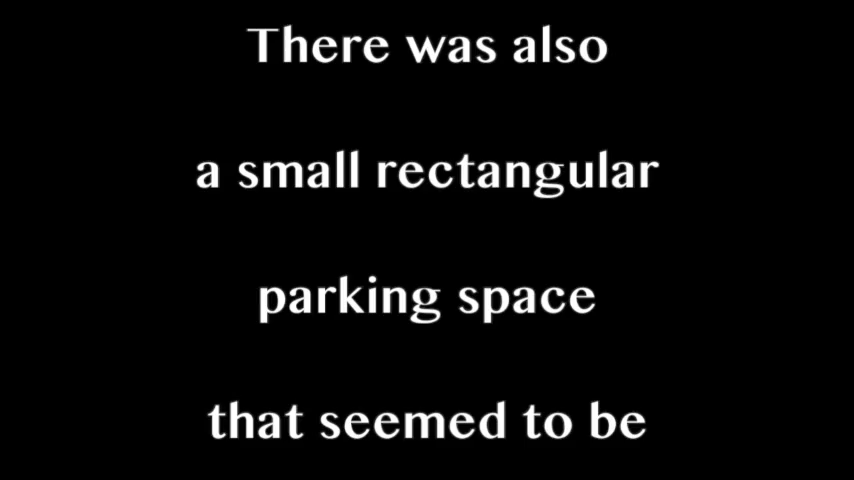 There was also
a small rectangular
parking space
that seemed to be